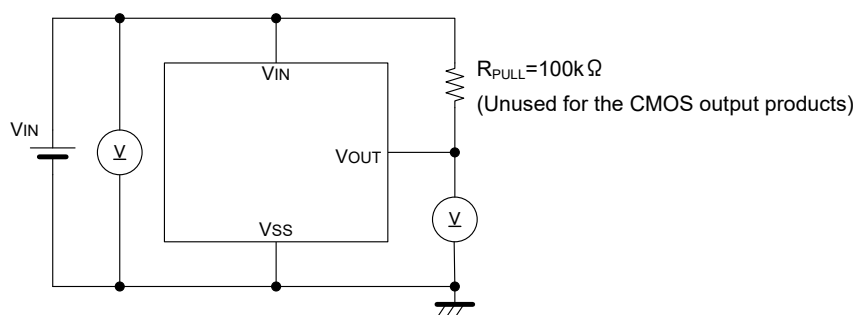 VIN
RPULL=100kΩ
(Unused for the CMOS output products)
VIN
V
VOUT
V
VSS